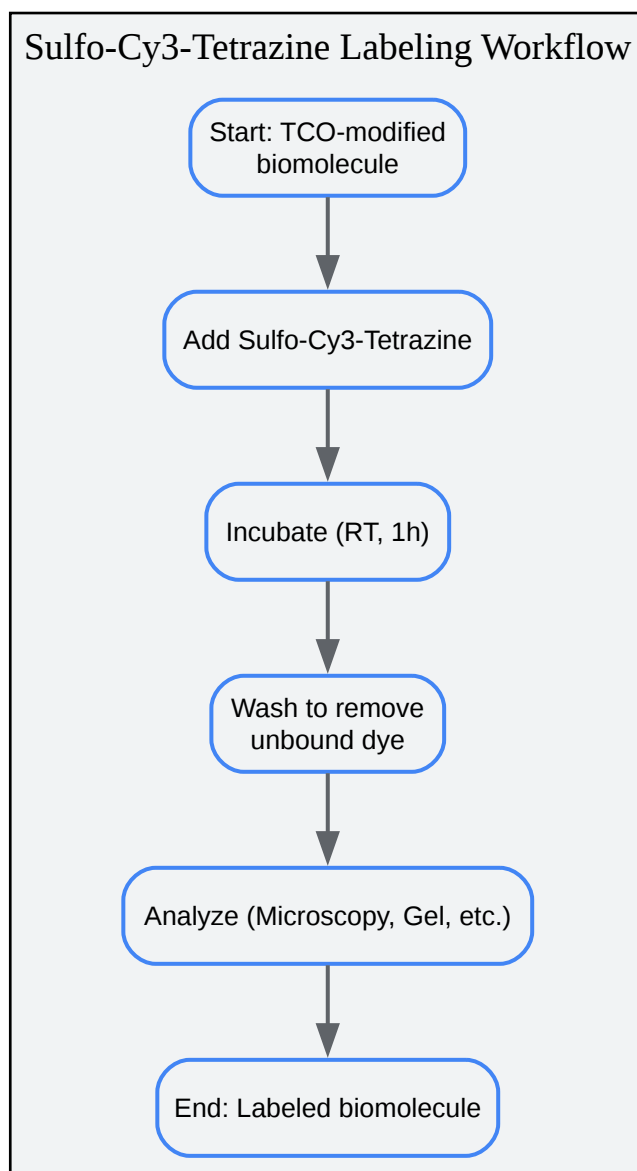 Sulfo-Cy3-Tetrazine Labeling Workflow
Start: TCO-modified
biomolecule
Add Sulfo-Cy3-Tetrazine
Incubate (RT, 1h)
Wash to remove
unbound dye
Analyze (Microscopy, Gel, etc.)
End: Labeled biomolecule